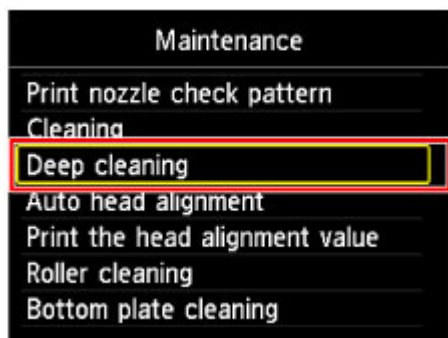 Maintenance
Print nozzle check pattern
Cleaning
Deep cleaning
Auto head alignment
Print the head alignment value
Roller cleaning
Bottom plate cleaning